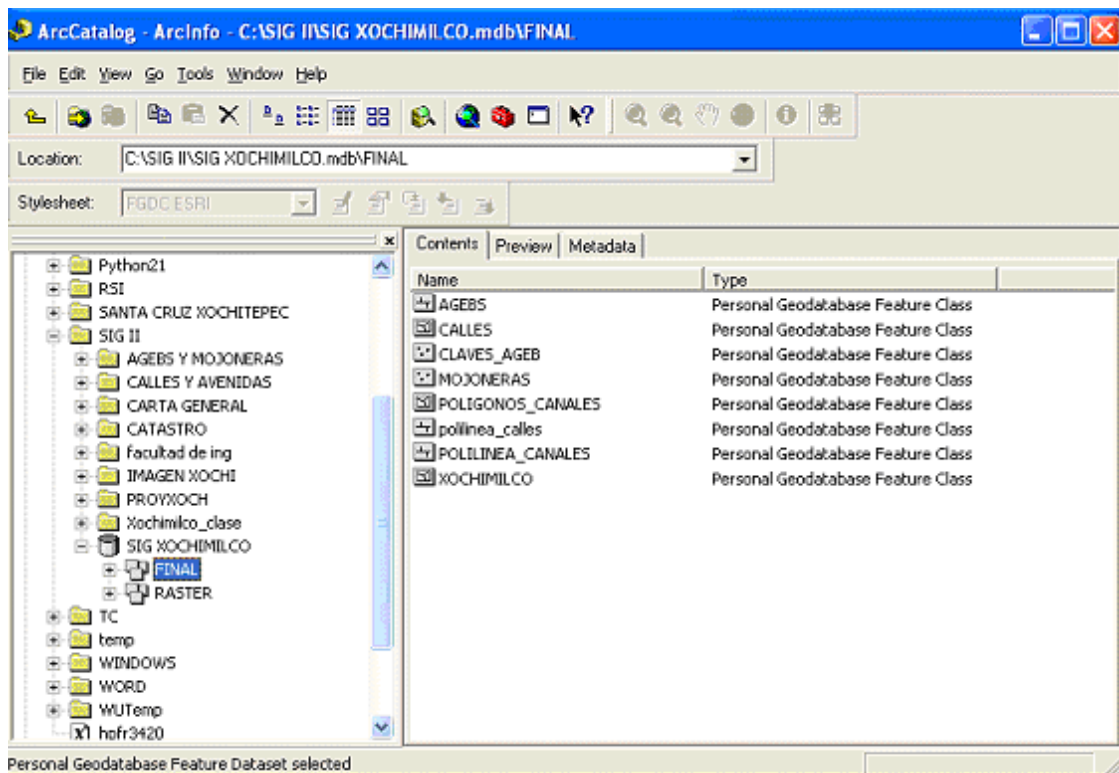 ArcCatalog - ArcInfo - C:\SIG II\SIG XOCHIMILCO.mdb\FINAL
File Edit View Go Tools Window Help
Location: C:\SIG II\SIG XOCHIMILCO.mdb\FINAL
Stylesheet: FGDC ESRI
Contents Preview Metadata
Name Type
Python21
RSI
SANTA CRUZ XOCHITEPEC
SIG II
AGEBS Y MOJONERAS
CALLES Y AVENIDAS
CARTA GENERAL
CATASTRO
facultad de ing
IMAGEN XOCHI
PROYXOCH
Xochimilco_clase
SIG XOCHIMILCO
FINAL
RASTER
TC
temp
WINDOWS
WORD
WUTemp
hpfr3420
AGEBS Personal Geodatabase Feature Class
CALLES Personal Geodatabase Feature Class
CLAVES_AGEB Personal Geodatabase Feature Class
MOJONERAS Personal Geodatabase Feature Class
POLIGONOS_CANALES Personal Geodatabase Feature Class
polilinea_calles Personal Geodatabase Feature Class
POLILINEA_CANALES Personal Geodatabase Feature Class
XOCHIMILCO Personal Geodatabase Feature Class
Personal Geodatabase Feature Dataset selected